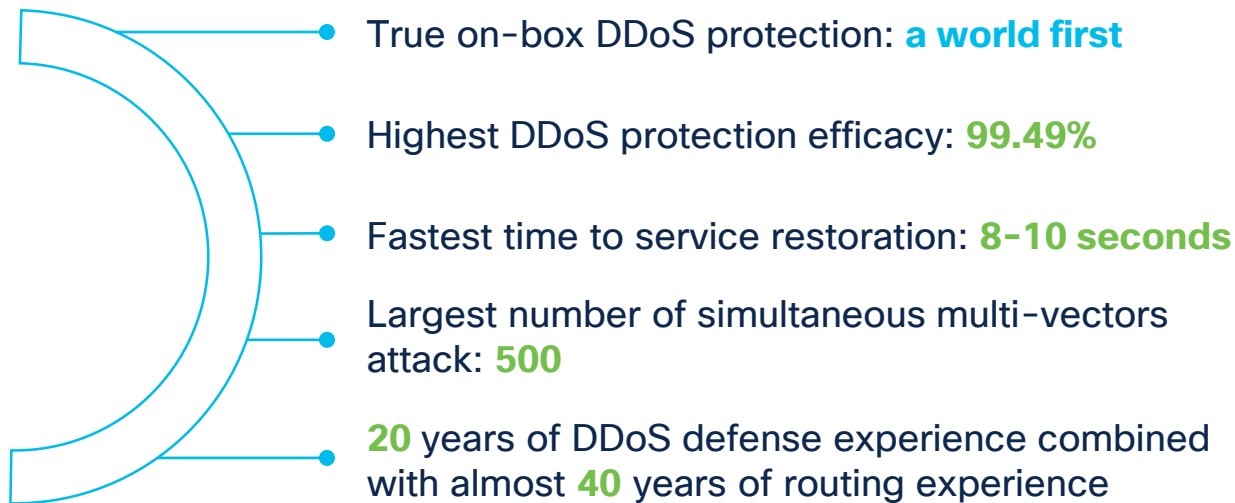 True on-box DDoS protection: a world first
Highest DDoS protection efficacy: 99.49%
Fastest time to service restoration: 8-10 seconds
Largest number of simultaneous multi-vectors
attack: 500
20 years of DDoS defense experience combined
with almost 40 years of routing experience